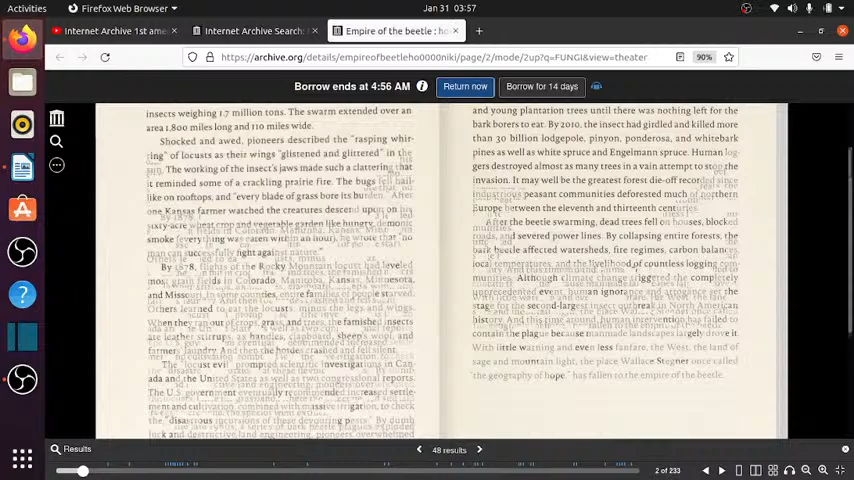 Activities
Firefox Web Browser
Mar 31 03:57
Internet Archive 1st ame
Internet Archive Search:
Empire of the beetle : ho
https://archive.org/details/empireofbeetleho0000niki/page/2/mode/2up?q=FUNGI&view=theater
90%
Borrow ends at 4:56 AM
Return now
Borrow for 14 days
insects weighing 1.7 million tons. The swarm extended over an
area 1,800 miles long and 110 miles wide.
Shocked and awed, pioneers described the "rasping whir-
ring" of locusts as their wings "glistened and glittered" in the
sun. The working of the insect's jaws made such a clattering that
it reminded some of a crackling prairie fire. The bugs fell hail-
like on rooftops, and "every blade of grass bore its burden." After
one Kansas farmer watched the creatures descend upon on his
sixty-acre wheat crop and vegetable garden like hungry, demonic
smoke (everything was eaten within an hour), he wrote that "no
man can successfully fight against nature."
By 1878, flights of the Rocky Mountain locust had leveled
most grain fields in Colorado, Manitoba, Kansas, Minnesota,
and Missouri. In some counties, entire families of people starved.
Others learned to eat the locusts, minus the legs and wings.
When they ran out of crops, grass, and trees, the famished insects
ate leather stirrups, ax handles, clapboard, sheep's wool, and
farmers' laundry. And then the hordes crashed and fell silent.
The "locust evil" prompted scientific investigations in Can-
ada and the United States as well as two congressional reports.
The U.S. government eventually recommended increased settle-
ment and cultivation, combined with massive irrigation, to check
the "disastrous incursions of these devouring pests." By dumb
luck and destructive land engineering, pioneers overwhelmed
and young plantation trees until there was nothing left for the
bark borers to eat. By 2010, the insect had girdled and killed more
than 30 billion lodgepole, pinyon, ponderosa, and whitebark
pines as well as white spruce and Engelmann spruce. Human log-
gers destroyed almost as many trees in a vain attempt to stop the
invasion. It may well be the greatest forest die-off recorded since
industrious peasant communities deforested much of northern
Europe between the eleventh and thirteenth centuries.
After the beetle swarming, dead trees fell on houses, blocked
roads, and severed power lines. By collapsing entire forests, the
bark beetle affected watersheds, fire regimes, carbon balances,
local temperatures, and the livelihood of countless logging com-
munities. Although climate change triggered the completely
unprecedented event, human ignorance and arrogance set the
stage for the second-largest insect outbreak in North American
history. And this time around, human intervention has failed to
contain the plague because manmade landscapes largely drove it.
With little warning and even less fanfare, the West, the land of
sage and mountain light, the place Wallace Stegner once called
"the geography of hope," has fallen to the empire of the beetle.
Results
48 results
2 of 233